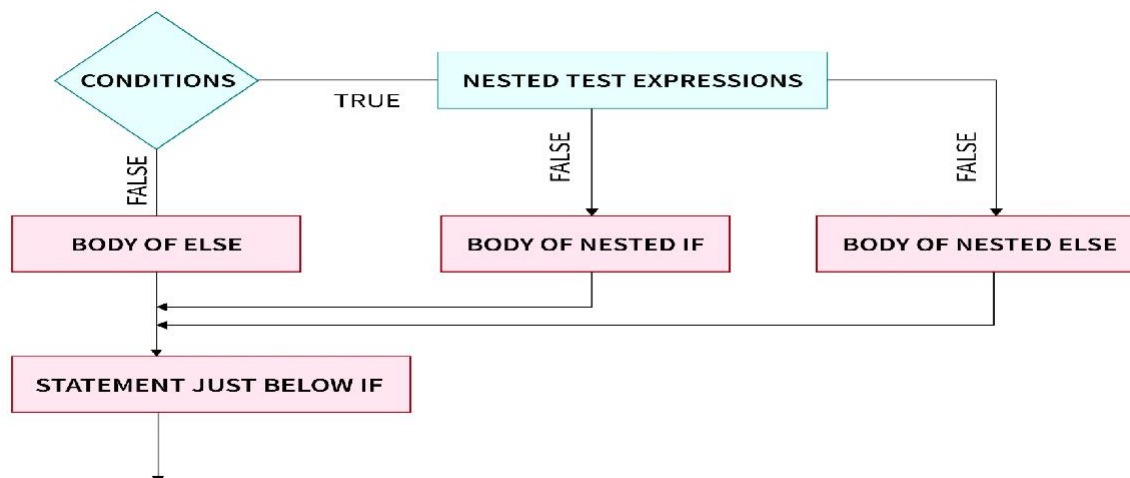 CONDITIONS
NESTED TEST EXPRESSIONS
TRUE
FALSE
FALSE
FALSE
BODY OF ELSE
BODY OF NESTED IF
BODY OF NESTED ELSE
STATEMENT JUST BELOW IF